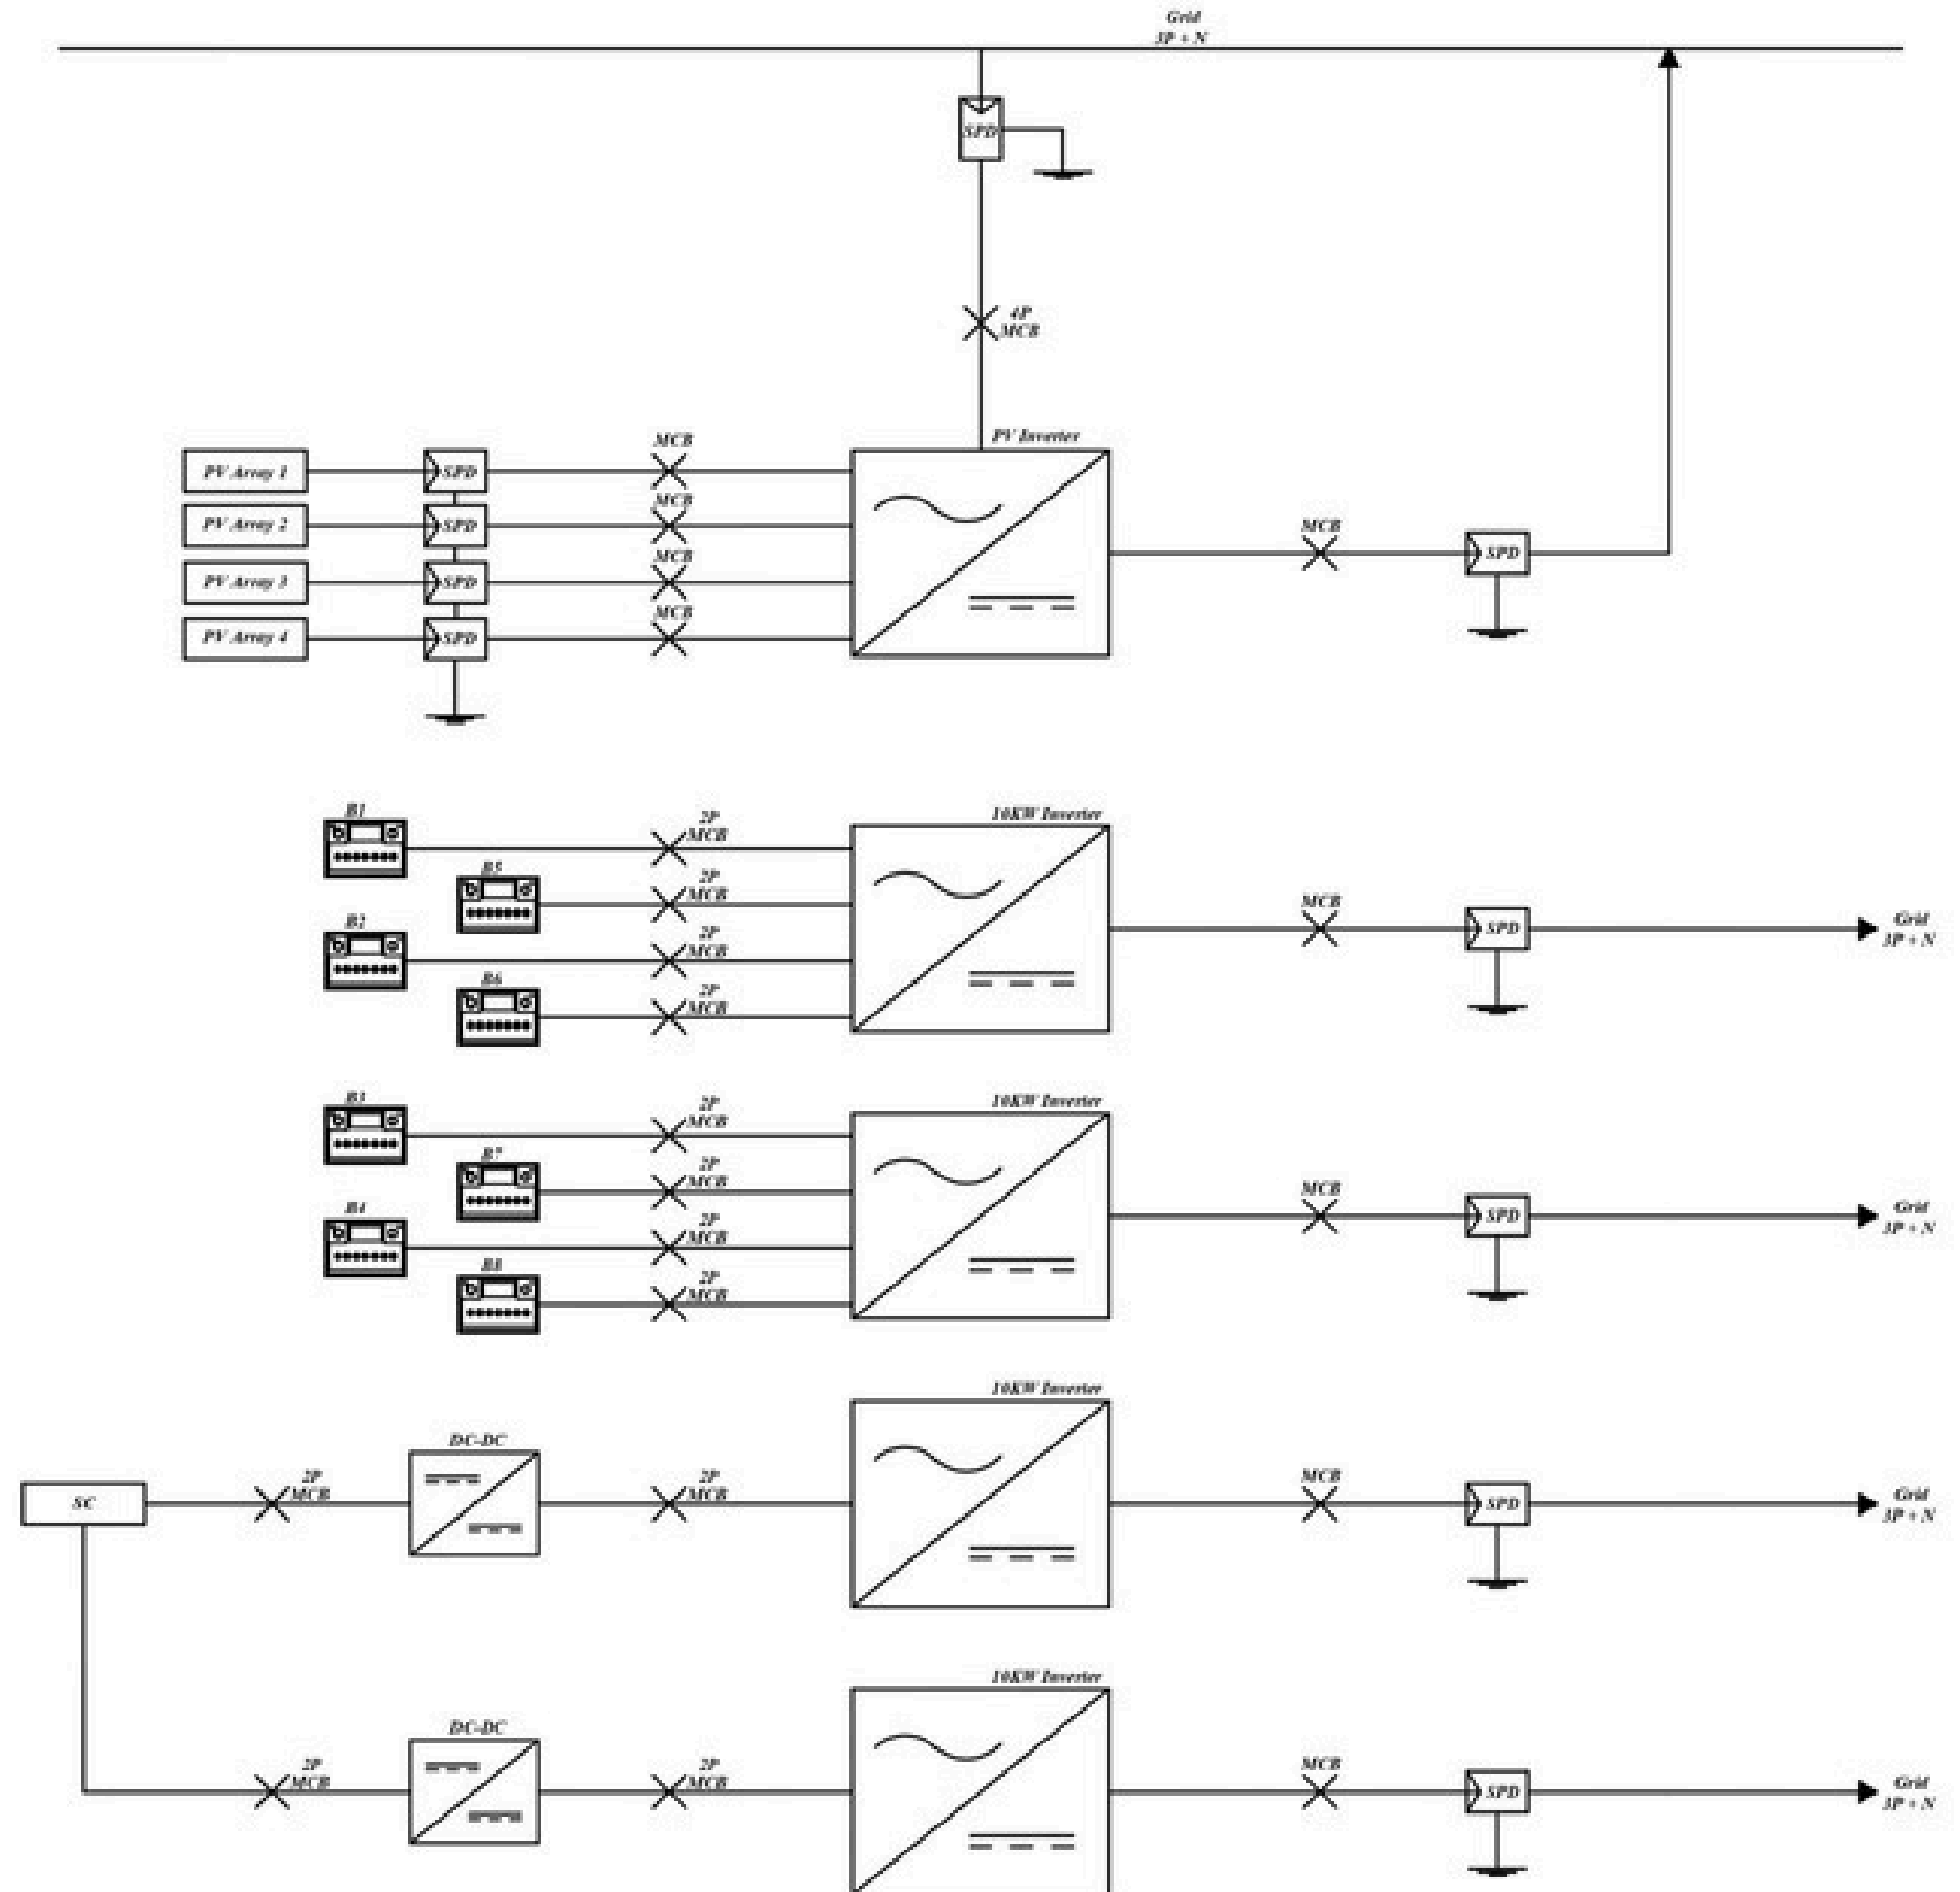 Grid
3P + N
SPD
4P
MCB
PV Inverter
MCB
PV Array 1
SPD
MCB
PV Array 2
SPD
MCB
PV Array 3
SPD
MCB
PV Array 4
SPD
MCB
SPD
10KW Inverter
B1
2P
MCB
B5
2P
MCB
B2
2P
MCB
B6
2P
MCB
MCB
SPD
Grid
3P + N
10KW Inverter
B3
2P
MCB
B7
2P
MCB
B4
2P
MCB
B8
2P
MCB
MCB
SPD
Grid
3P + N
10KW Inverter
SC
2P
MCB
DC-DC
2P
MCB
MCB
SPD
Grid
3P + N
10KW Inverter
2P
MCB
DC-DC
2P
MCB
MCB
SPD
Grid
3P + N